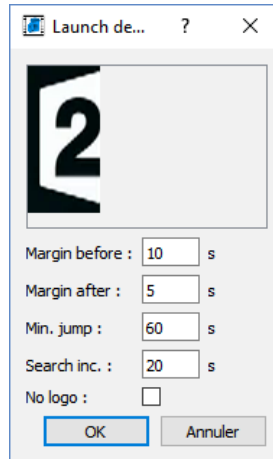 Launch de... ?
2
Margin before : 10 s
Margin after : 5 s
Min. jump : 60 s
Search inc. : 20 s
No logo :
OK Annuler